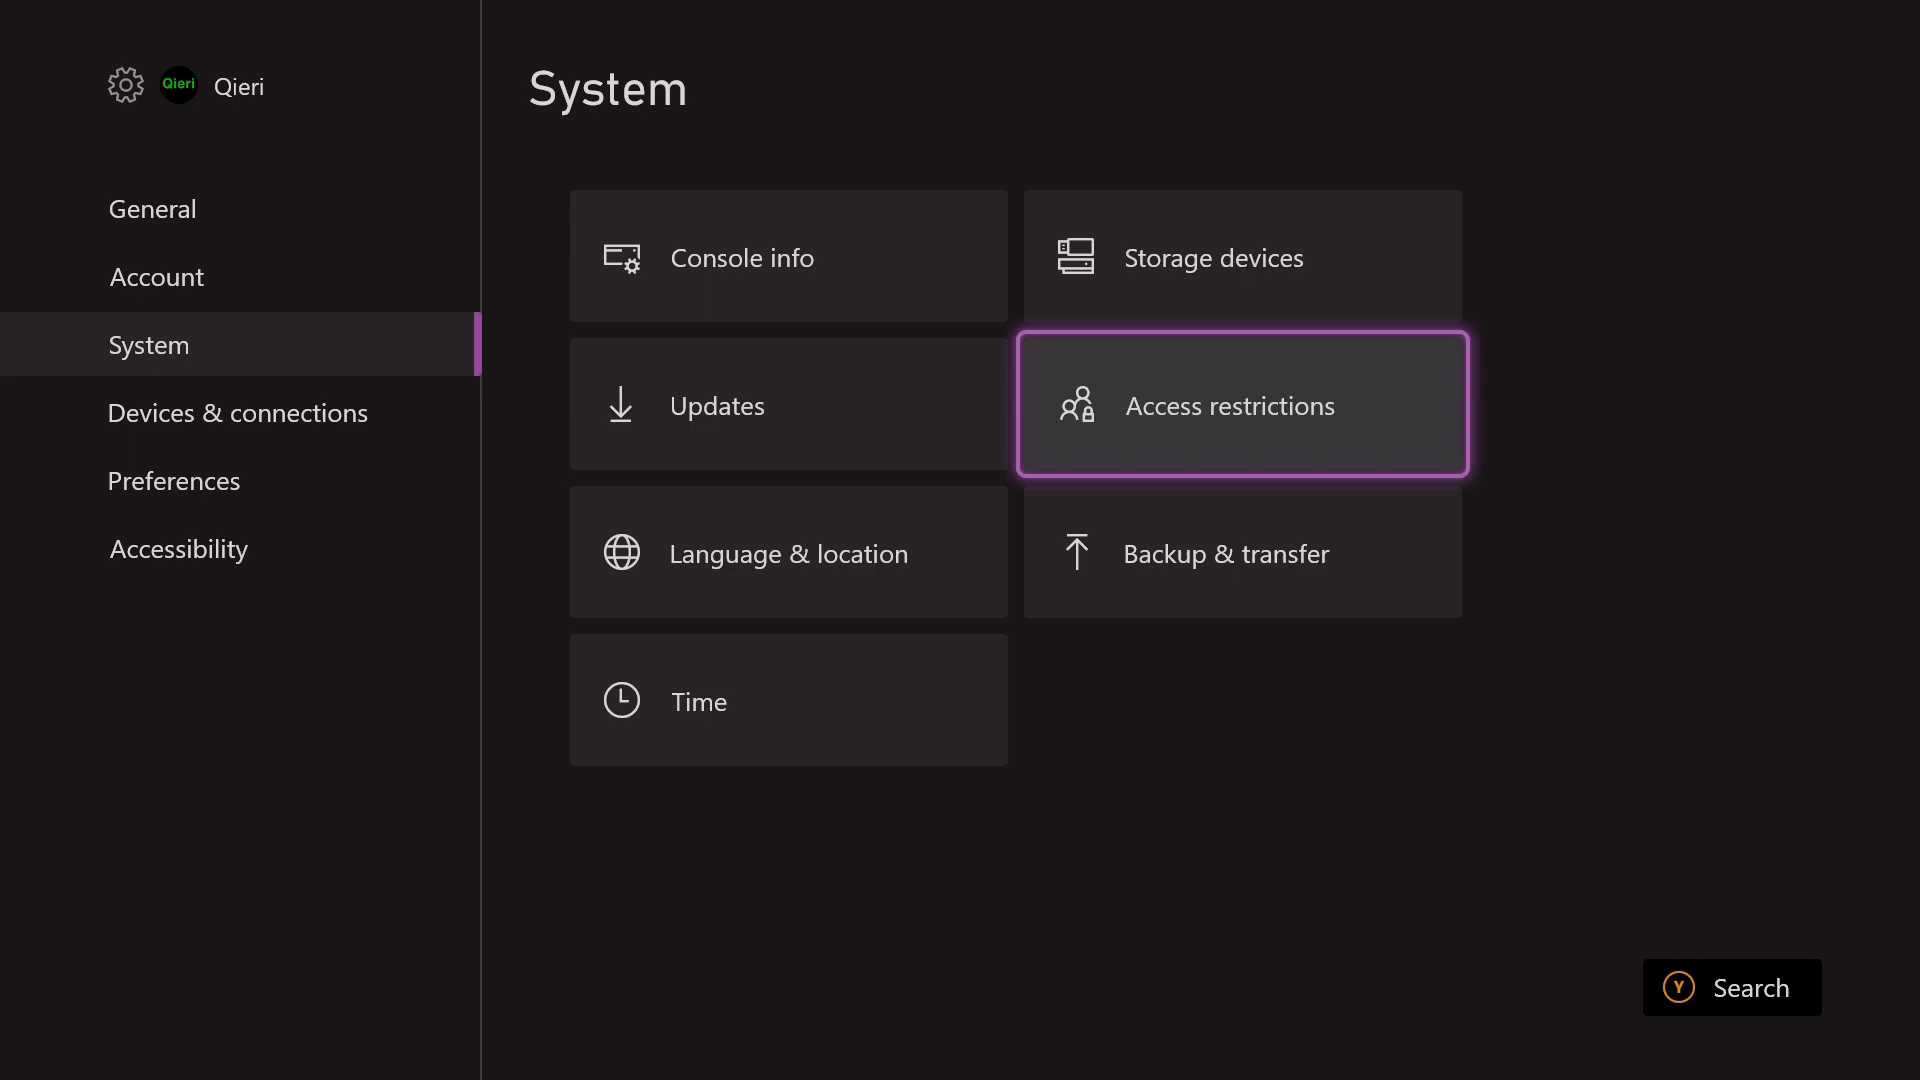 Qieri Qieri
General
Account
System
Devices & connections
Preferences
Accessibility
System
Console info
Storage devices
Updates
Access restrictions
Language & location
Backup & transfer
Time
Y Search